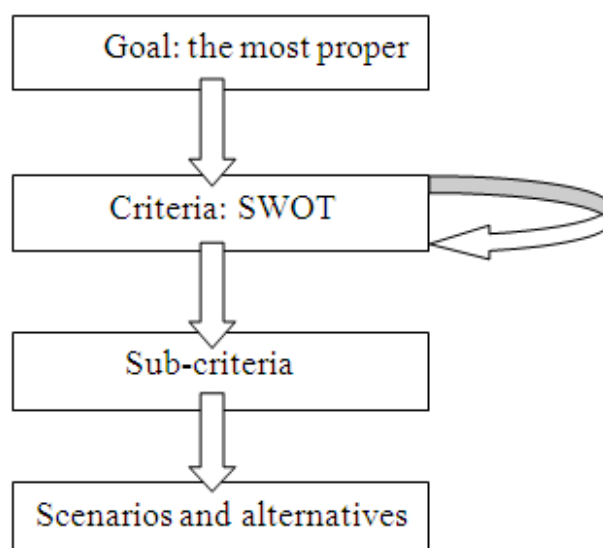 Goal: the most proper
Criteria: SWOT
Sub-criteria
Scenarios and alternatives